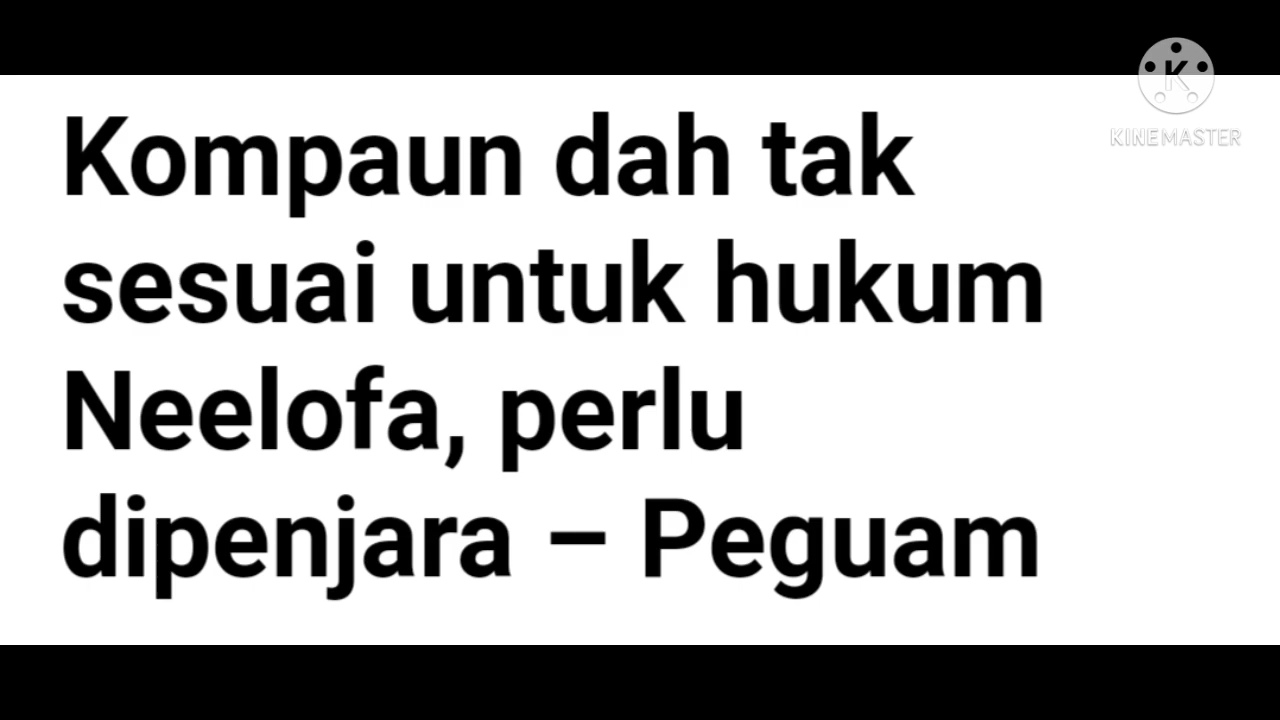 Kompaun dah tak
sesuai untuk hukum
Neelofa, perlu
dipenjara – Peguam
K
KINEMASTER